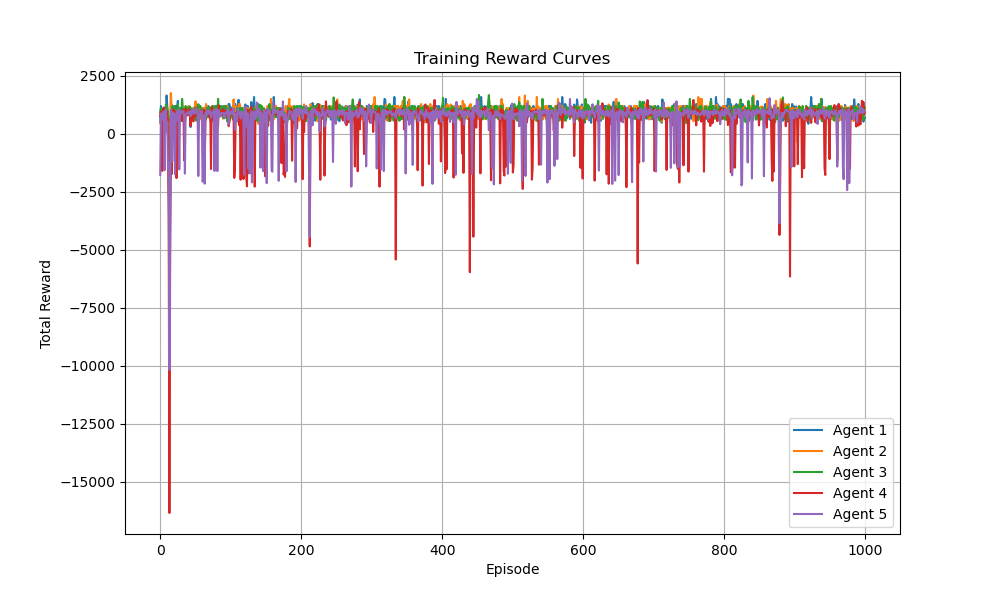 Training Reward Curves
Total Reward
2500
0
−2500
−5000
−7500
−10000
−12500
−15000
0 200 400 600 800 1000
Episode
Agent 1
Agent 2
Agent 3
Agent 4
Agent 5